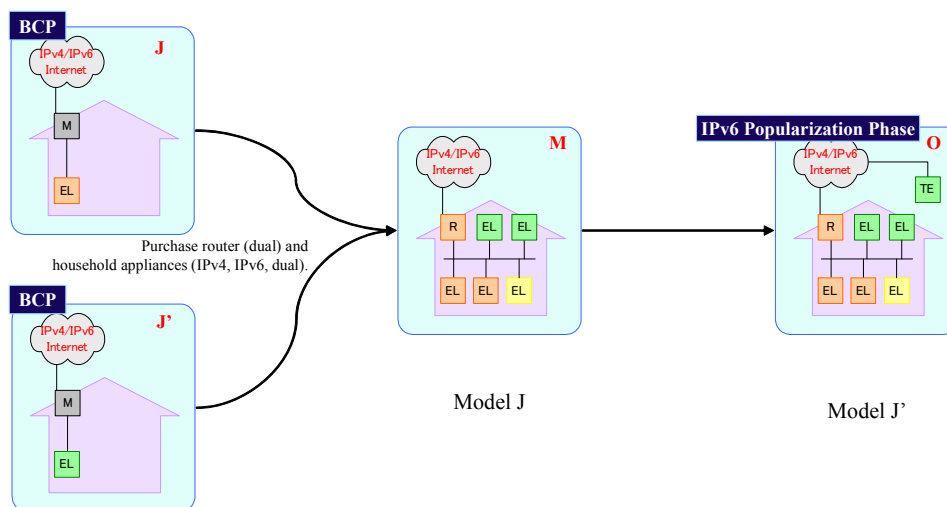 BCP
J
IPv4/IPv6
Internet
M
EL
Purchase router (dual) and
household appliances (IPv4, IPv6, dual).
BCP
J’
IPv4/IPv6
Internet
M
EL
M
IPv4/IPv6
Internet
R EL EL
EL EL EL
Model J
IPv6 Popularization Phase
O
IPv4/IPv6
Internet
TE
R EL EL
EL EL EL
Model J’